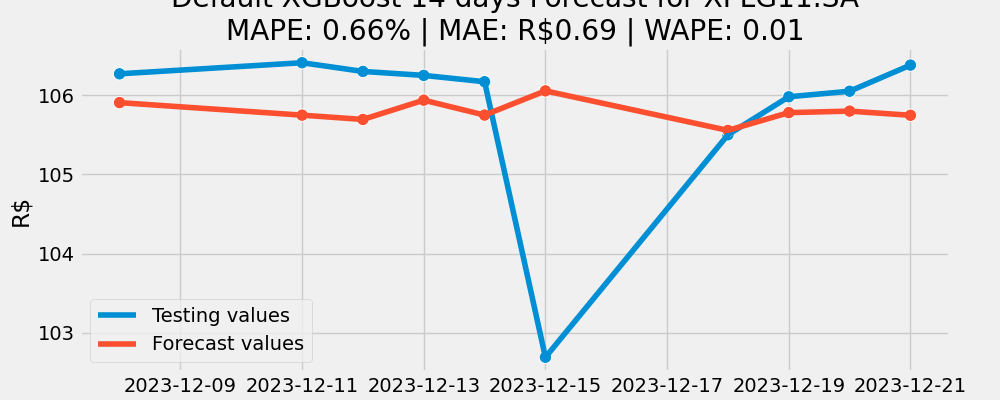 Default XGBoost 14 days Forecast for XPLG11.SA
MAPE: 0.66% | MAE: R$0.69 | WAPE: 0.01
R$
106
105
104
103
Testing values
Forecast values
2023-12-09 2023-12-11 2023-12-13 2023-12-15 2023-12-17 2023-12-19 2023-12-21